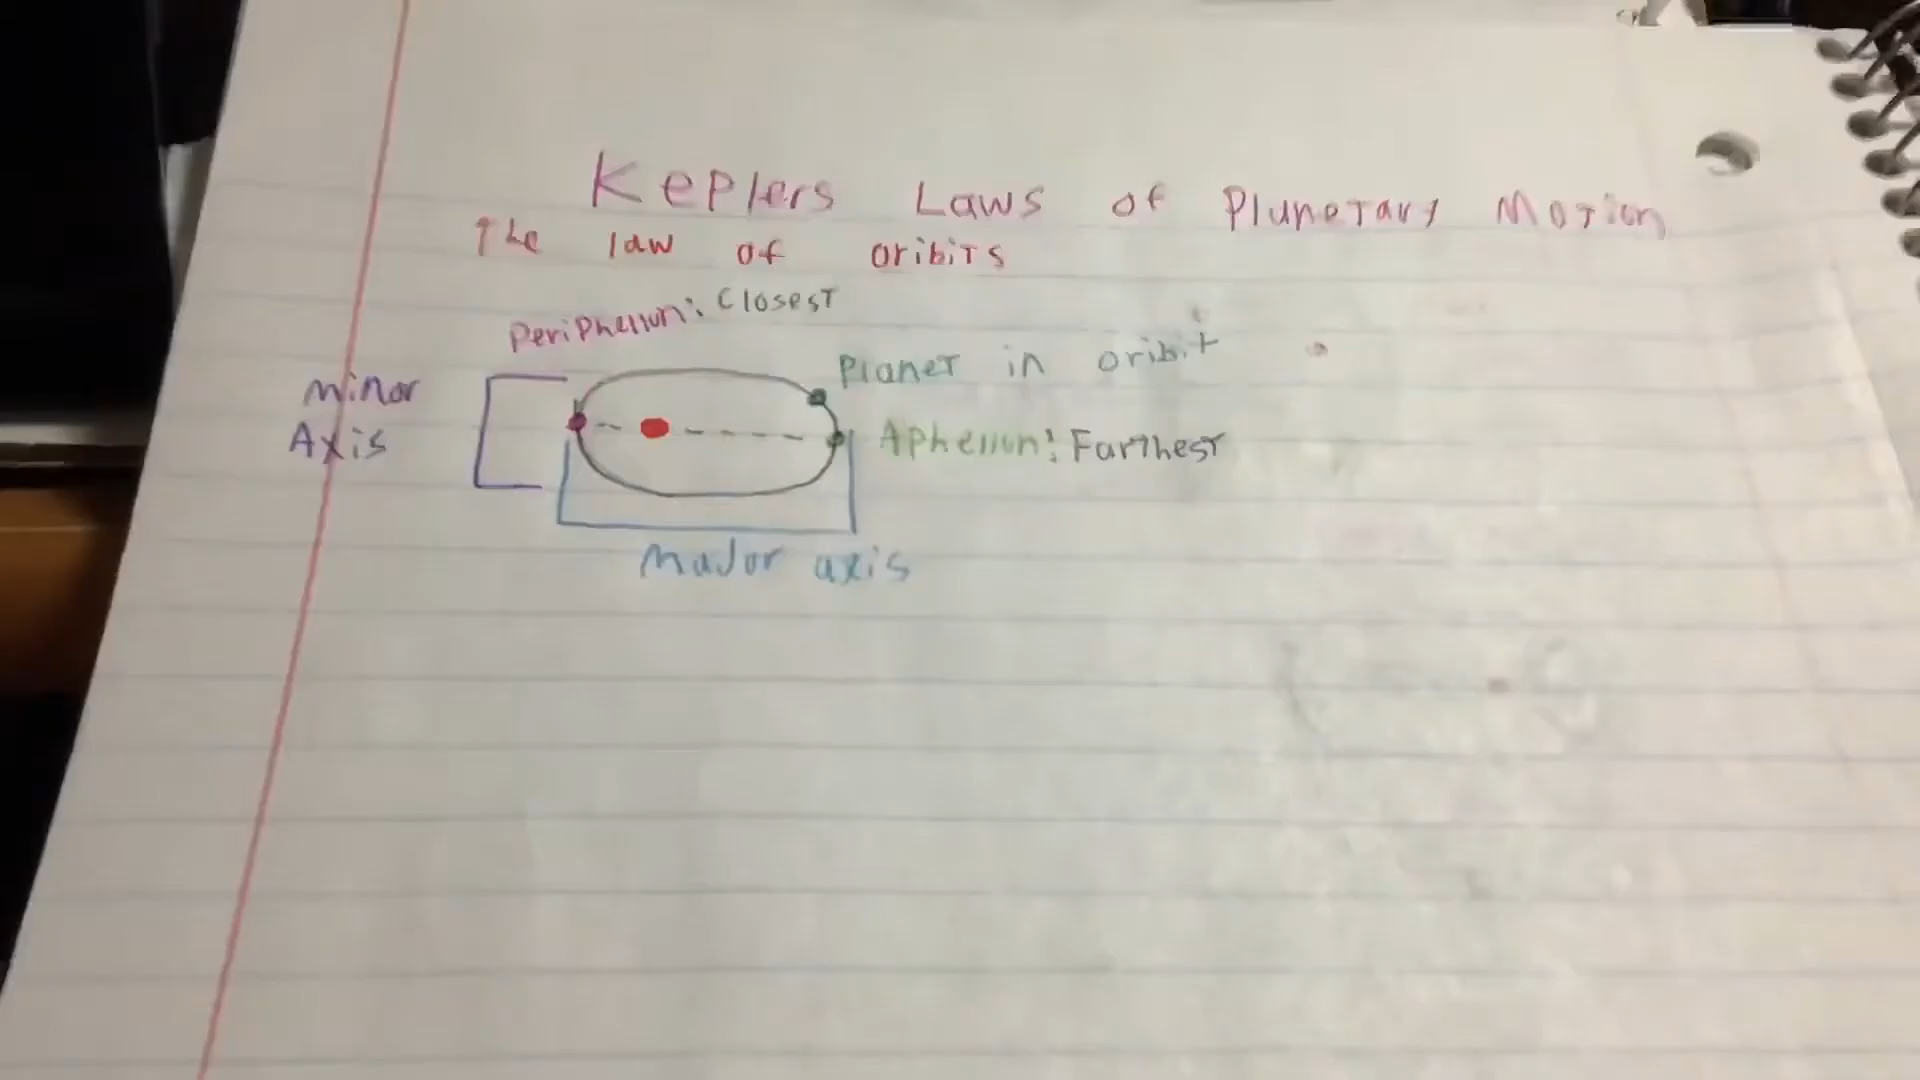 Keplers Laws of Planetary Motion
The law of oribits
Periphelion: Closest
Planet in oribit
Minor
Axis
Aphelion: Farthest
Major axis